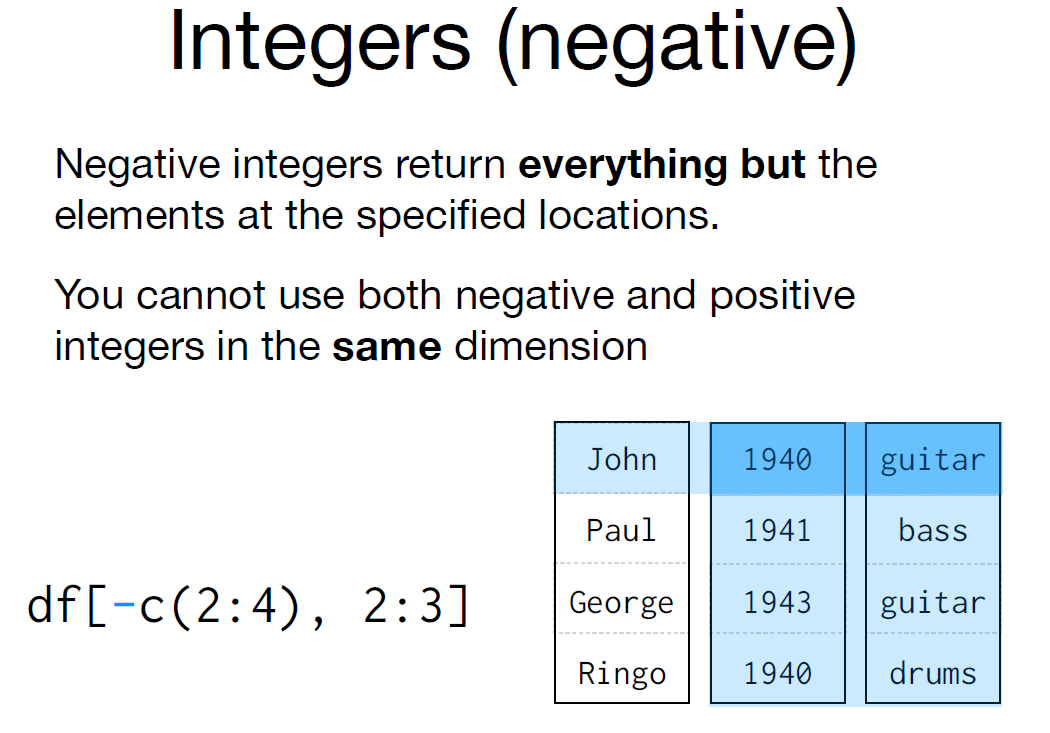 Integers (negative)
Negative integers return everything but the
elements at the specified locations.
You cannot use both negative and positive
integers in the same dimension
John 1940 guitar
Paul 1941 bass
df[-c(2:4), 2:3]
George 1943 guitar
Ringo 1940 drums